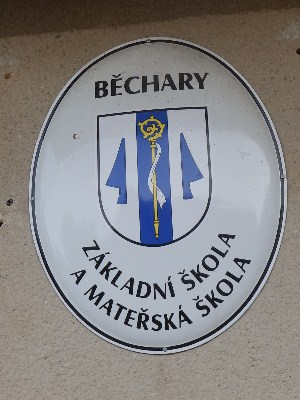 BĚCHARY
ZÁKLADNÍ ŠKOLA
A MATEŘSKÁ ŠKOLA